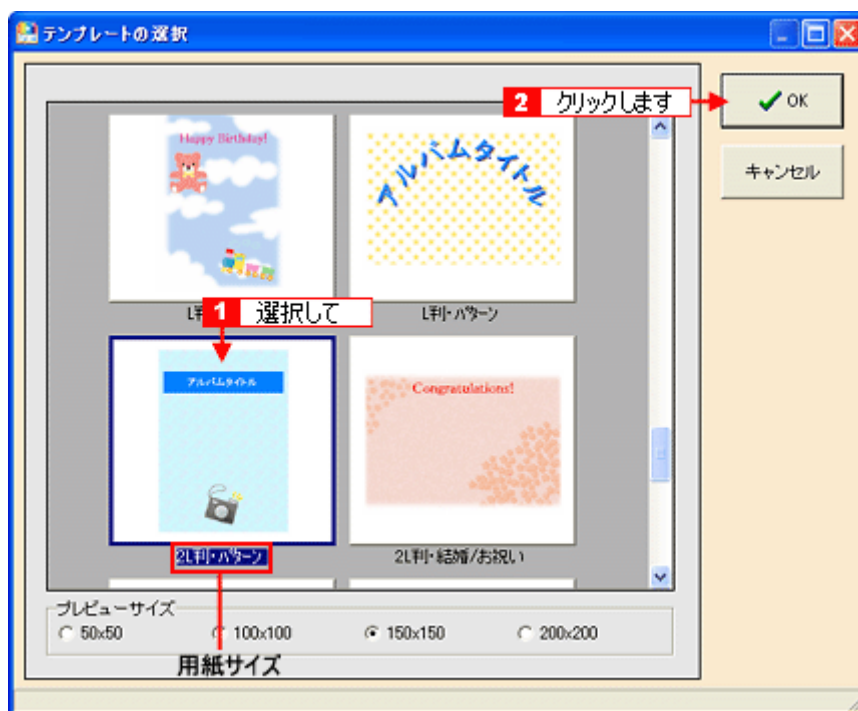 テンプレートの選択
2 クリックします
OK
キャンセル
Happy Birthday!
アルバムタイトル
L判・パターン
1 選択して
アルバムタイトル
Congratulations!
2L判・パターン
2L判・結婚/お祝い
プレビューサイズ
50x50
100x100
150x150
200x200
用紙サイズ